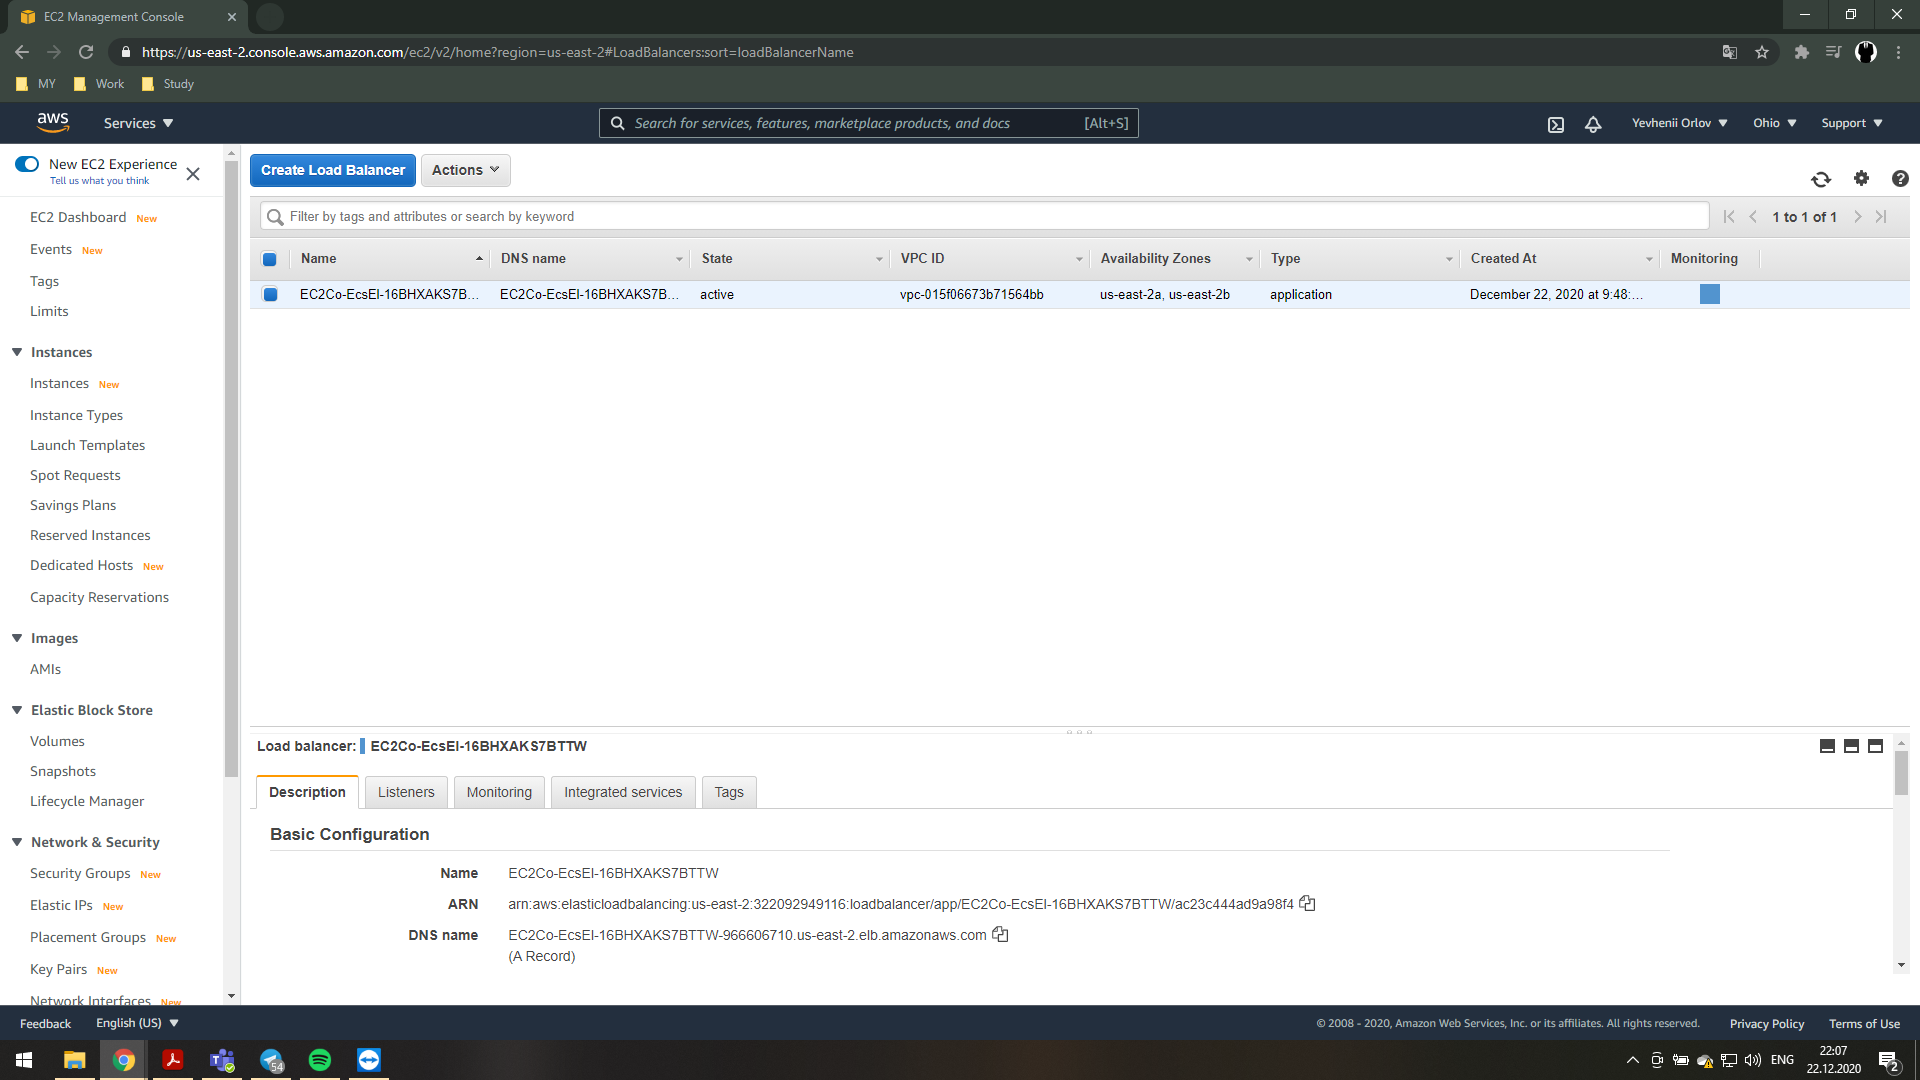 EC2 Management Console
https://us-east-2.console.aws.amazon.com/ec2/v2/home?region=us-east-2#LoadBalancers:sort=loadBalancerName
MY Work Study
aws Services Search for services, features, marketplace products, and docs [Alt+S] Yevhenii Orlov Ohio Support
New EC2 Experience
Tell us what you think
EC2 Dashboard New
Events New
Tags
Limits
Instances
Instances New
Instance Types
Launch Templates
Spot Requests
Savings Plans
Reserved Instances
Dedicated Hosts New
Capacity Reservations
Images
AMIs
Elastic Block Store
Volumes
Snapshots
Lifecycle Manager
Network & Security
Security Groups New
Elastic IPs New
Placement Groups New
Key Pairs New
Network Interfaces New
Create Load Balancer Actions
Filter by tags and attributes or search by keyword 1 to 1 of 1
Name DNS name State VPC ID Availability Zones Type Created At Monitoring
EC2Co-EcsEl-16BHXAKS7B... EC2Co-EcsEl-16BHXAKS7B... active vpc-015f06673b71564bb us-east-2a, us-east-2b application December 22, 2020 at 9:48:...
Load balancer: EC2Co-EcsEl-16BHXAKS7BTTW
Description Listeners Monitoring Integrated services Tags
Basic Configuration
Name EC2Co-EcsEl-16BHXAKS7BTTW
ARN arn:aws:elasticloadbalancing:us-east-2:322092949116:loadbalancer/app/EC2Co-EcsEl-16BHXAKS7BTTW/ac23c444ad9a98f4
DNS name EC2Co-EcsEl-16BHXAKS7BTTW-966606710.us-east-2.elb.amazonaws.com
(A Record)
Feedback English (US) © 2008 - 2020, Amazon Web Services, Inc. or its affiliates. All rights reserved. Privacy Policy Terms of Use
54 ENG 22:07
22.12.2020 2